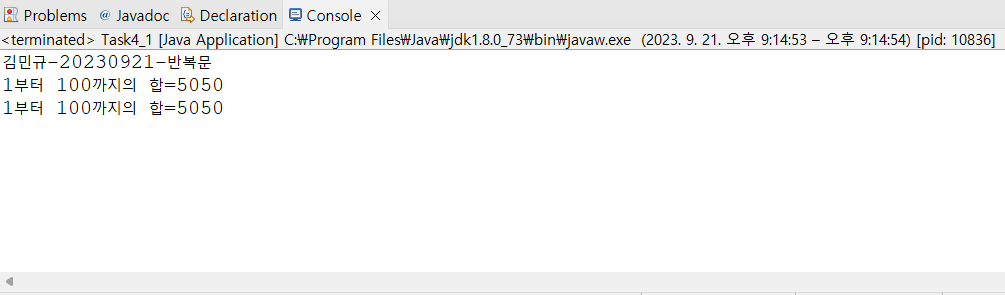 Problems @ Javadoc Declaration Console
<terminated> Task4_1 [Java Application] C:₩Program Files₩Java₩jdk1.8.0_73₩bin₩javaw.exe (2023. 9. 21. 오후 9:14:53 – 오후 9:14:54) [pid: 10836]
김민규-20230921-반복문
1부터 100까지의 합=5050
1부터 100까지의 합=5050